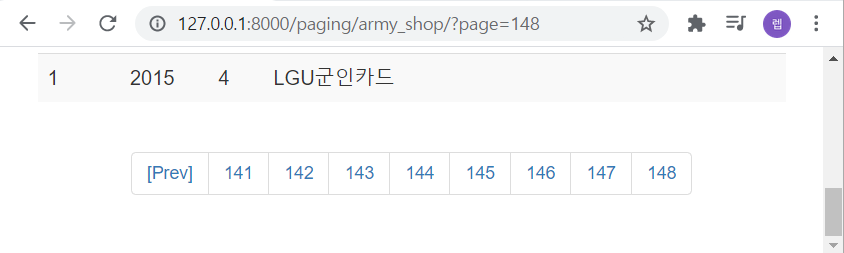 127.0.0.1:8000/paging/army_shop/?page=148
렙
1 2015 4 LGU군인카드
[Prev] 141 142 143 144 145 146 147 148